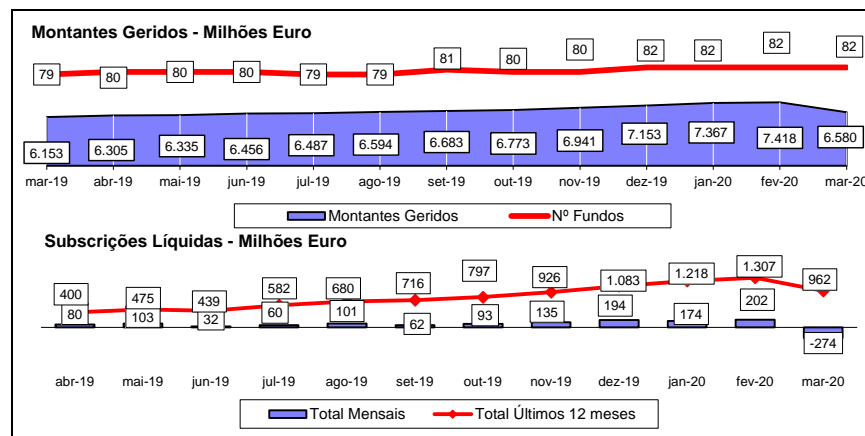 Montantes Geridos - Milhões Euro
79 80 80 80 79 79 81 80 80 82 82 82 82
6.153 6.305 6.335 6.456 6.487 6.594 6.683 6.773 6.941 7.153 7.367 7.418 6.580
mar-19 abr-19 mai-19 jun-19 jul-19 ago-19 set-19 out-19 nov-19 dez-19 jan-20 fev-20 mar-20
Montantes Geridos Nº Fundos
Subscrições Líquidas - Milhões Euro
400 475 439 582 680 716 797 926 1.083 1.218 1.307 962
80 103 32 60 101 62 93 135 194 174 202 -274
abr-19 mai-19 jun-19 jul-19 ago-19 set-19 out-19 nov-19 dez-19 jan-20 fev-20 mar-20
Total Mensais Total Últimos 12 meses